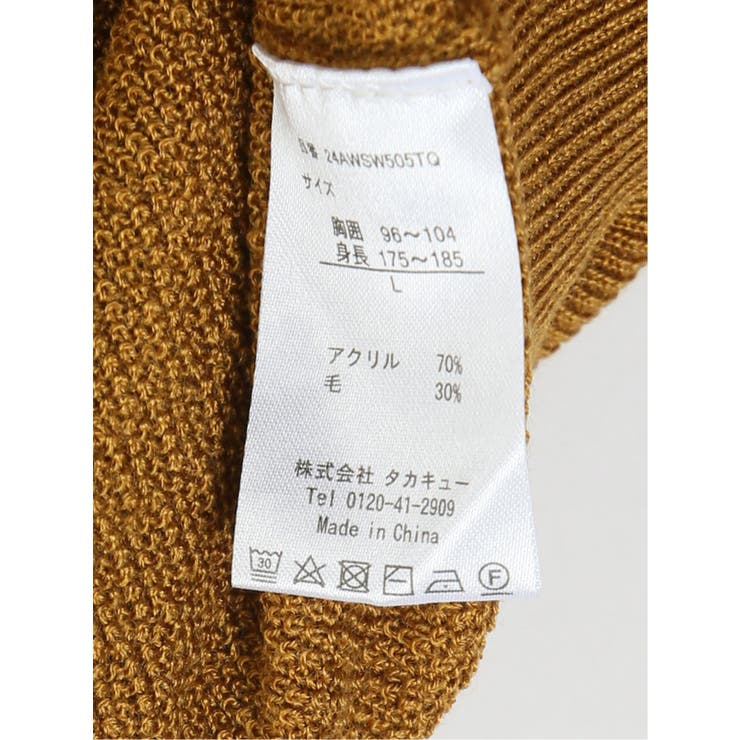 品番 24AWSW505TQ
サイズ
胸囲 96～104
身長 175～185
L
アクリル 70%
毛 30%
株式会社 タカキュー
Tel 0120-41-2909
Made in China
30 F